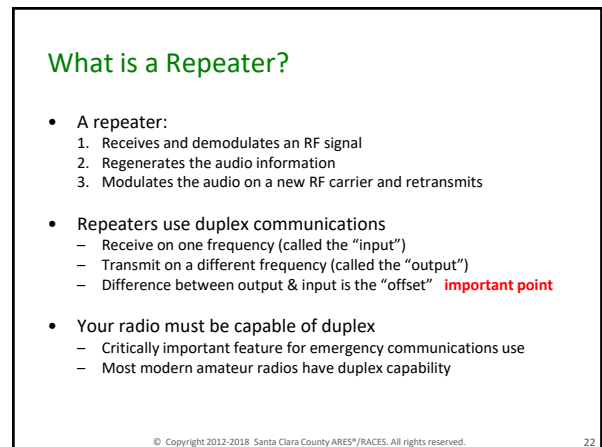 What is a Repeater?
• A repeater:
1. Receives and demodulates an RF signal
2. Regenerates the audio information
3. Modulates the audio on a new RF carrier and retransmits
• Repeaters use duplex communications
– Receive on one frequency (called the “input”)
– Transmit on a different frequency (called the “output”)
– Difference between output & input is the “offset” important point
• Your radio must be capable of duplex
– Critically important feature for emergency communications use
– Most modern amateur radios have duplex capability
© Copyright 2012-2018 Santa Clara County ARES®/RACES. All rights reserved. 22